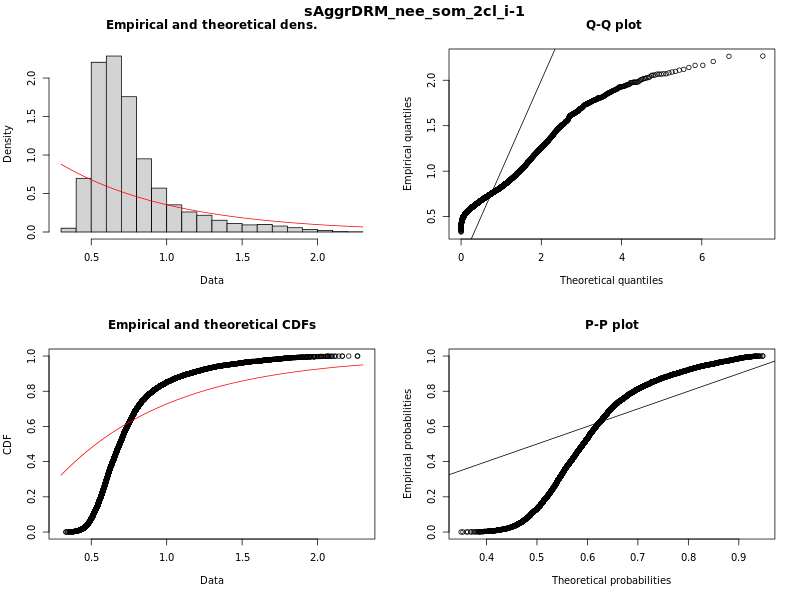 sAggrDRM_nee_som_2cl_i-1
Empirical and theoretical dens.
Density
0.0 0.5 1.0 1.5 2.0
0.5 1.0 1.5 2.0
Data
Q-Q plot
Empirical quantiles
0.5 1.0 1.5 2.0
0 2 4 6
Theoretical quantiles
Empirical and theoretical CDFs
CDF
0.0 0.2 0.4 0.6 0.8 1.0
0.5 1.0 1.5 2.0
Data
P-P plot
Empirical probabilities
0.0 0.2 0.4 0.6 0.8 1.0
0.4 0.5 0.6 0.7 0.8 0.9
Theoretical probabilities